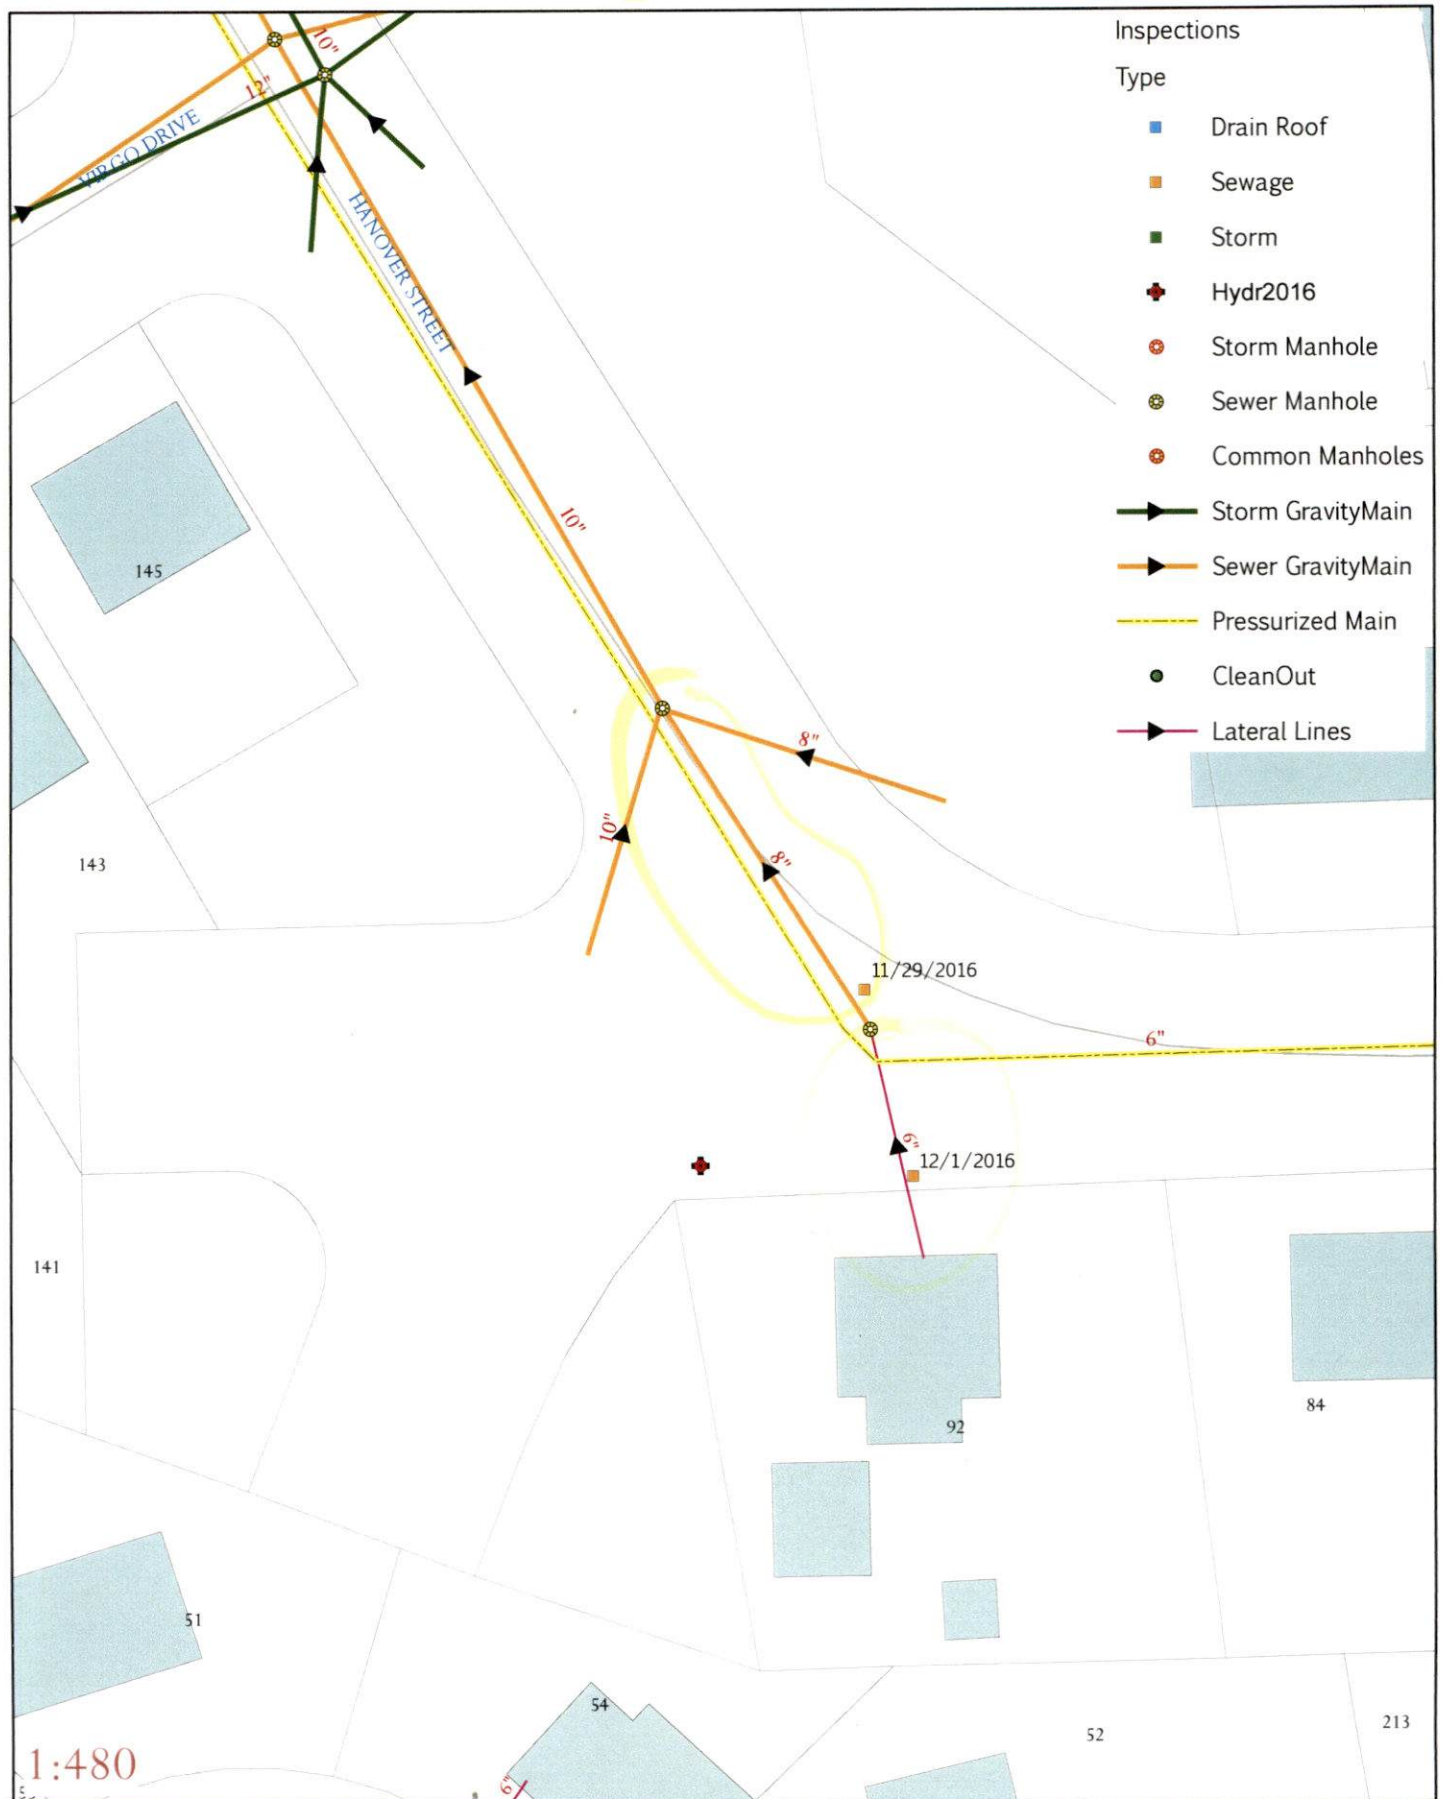 Inspections
Type
Drain Roof
Sewage
Storm
Hydr2016
Storm Manhole
Sewer Manhole
Common Manholes
Storm GravityMain
Sewer GravityMain
Pressurized Main
CleanOut
Lateral Lines
10"
12"
VIRGO DRIVE
HANOVER STREET
10"
145
8"
10"
8"
143
11/29/2016
6"
6"
12/1/2016
141
92
84
51
54
52
213
1:480
6"